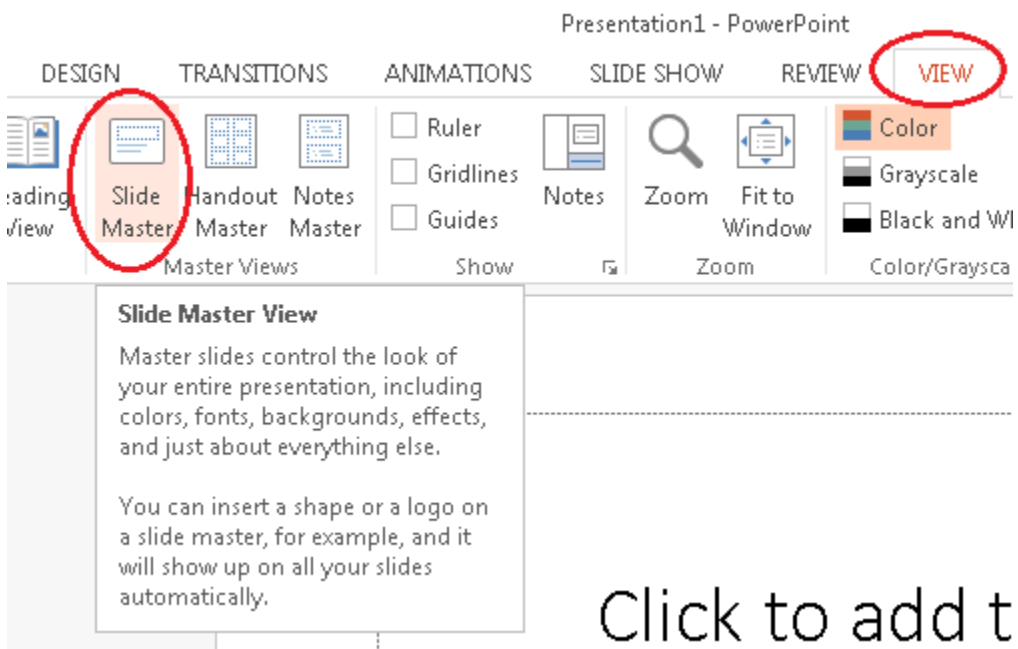 Presentation1 - PowerPoint
DESIGN TRANSITIONS ANIMATIONS SLIDE SHOW REVIEW VIEW
Slide Master
Handout Master
Notes Master
Master Views
Ruler
Gridlines
Guides
Show
Notes
Zoom
Fit to Window
Zoom
Color
Grayscale
Black and
Slide Master View
Master slides control the look of
your entire presentation, including
colors, fonts, backgrounds, effects,
and just about everything else.
You can insert a shape or a logo on
a slide master, for example, and it
will show up on all your slides
automatically.
Click to add